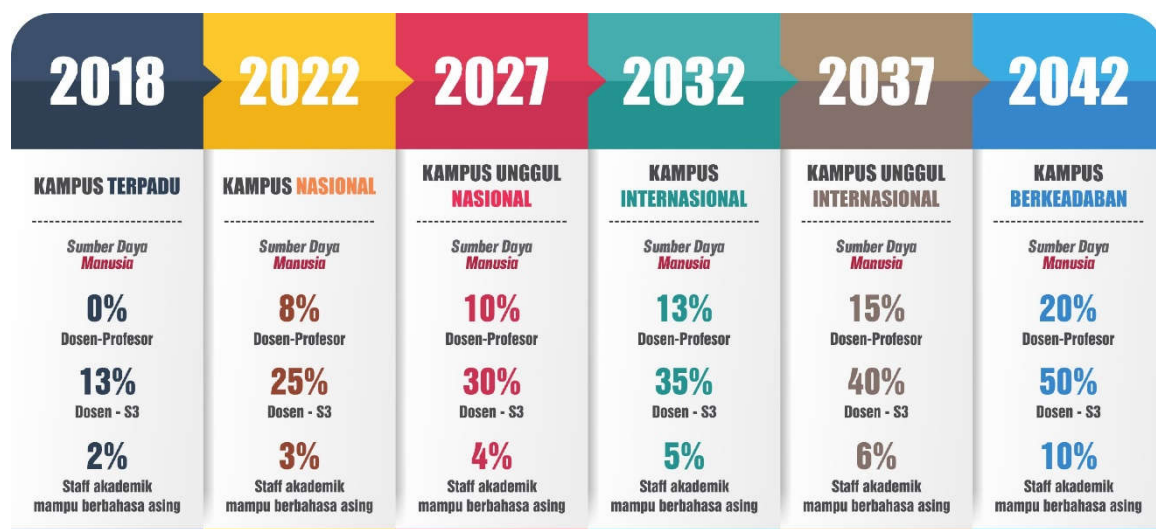 2018
KAMPUS TERPADU
Sumber Daya
Manusia
0%
Dosen-Profesor
13%
Dosen - S3
2%
Staff akademik
mampu berbahasa asing
2022
KAMPUS NASIONAL
Sumber Daya
Manusia
8%
Dosen-Profesor
25%
Dosen - S3
3%
Staff akademik
mampu berbahasa asing
2027
KAMPUS UNGGUL
NASIONAL
Sumber Daya
Manusia
10%
Dosen-Profesor
30%
Dosen - S3
4%
Staff akademik
mampu berbahasa asing
2032
KAMPUS
INTERNASIONAL
Sumber Daya
Manusia
13%
Dosen-Profesor
35%
Dosen - S3
5%
Staff akademik
mampu berbahasa asing
2037
KAMPUS UNGGUL
INTERNASIONAL
Sumber Daya
Manusia
15%
Dosen-Profesor
40%
Dosen - S3
6%
Staff akademik
mampu berbahasa asing
2042
KAMPUS
BERKEADABAN
Sumber Daya
Manusia
20%
Dosen-Profesor
50%
Dosen - S3
10%
Staff akademik
mampu berbahasa asing